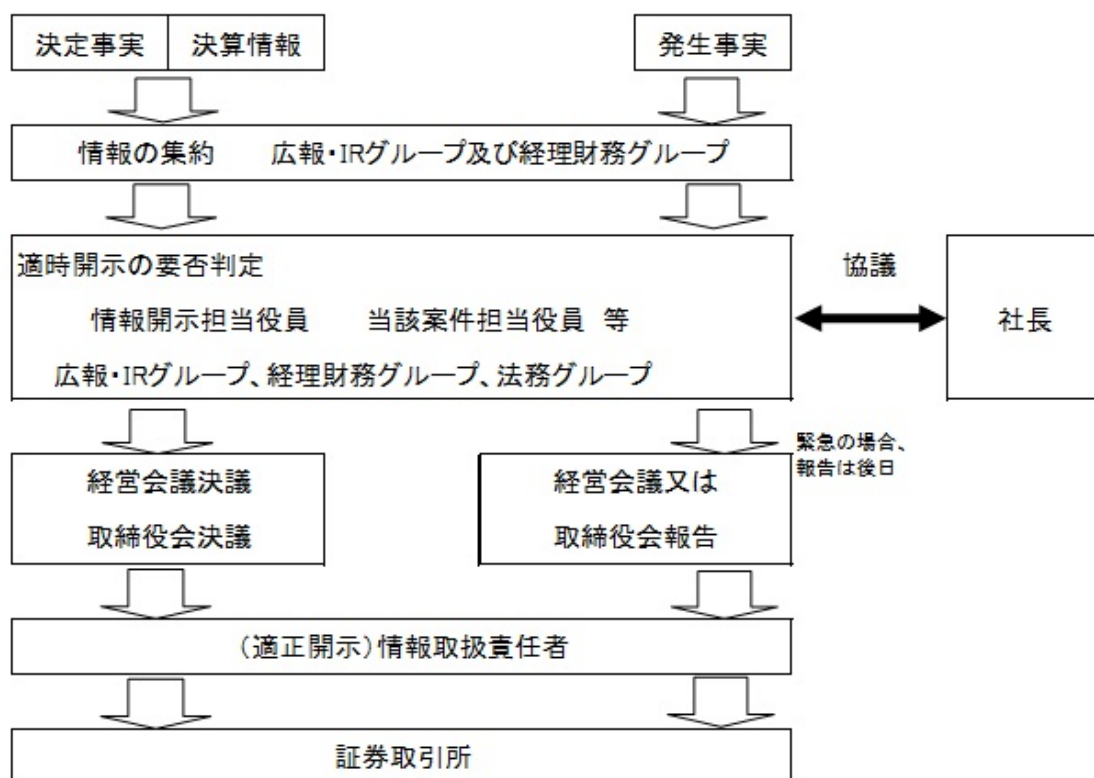 決定事実 決算情報 発生事実
情報の集約 広報・IRグループ及び経理財務グループ
適時開示の要否判定
情報開示担当役員 当該案件担当役員 等
広報・IRグループ、経理財務グループ、法務グループ
協議
社長
緊急の場合、
報告は後日
経営会議決議
取締役会決議
経営会議又は
取締役会報告
(適正開示)情報取扱責任者
証券取引所